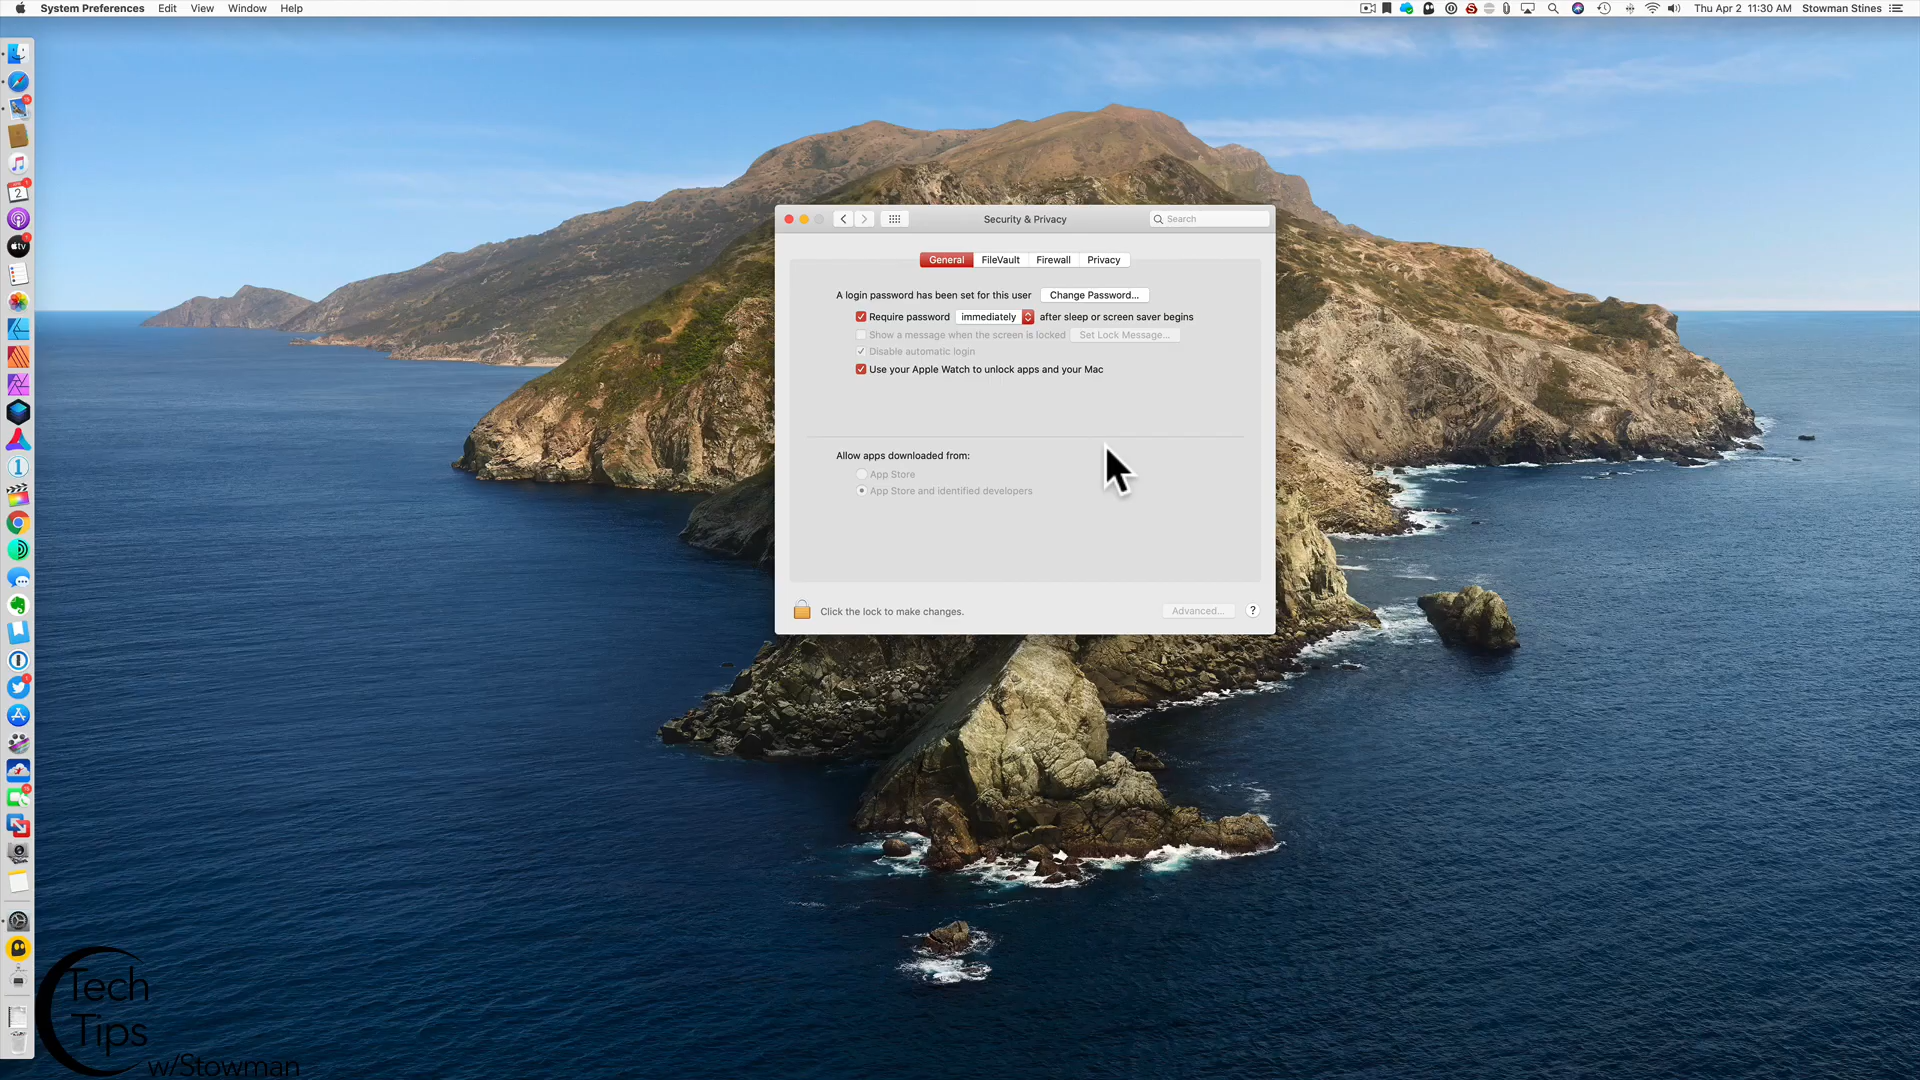 System Preferences Edit View Window Help
Thu Apr 2 11:30 AM Stowman Stines
Security & Privacy
Search
General FileVault Firewall Privacy
A login password has been set for this user Change Password...
Require password immediately after sleep or screen saver begins
Show a message when the screen is locked Set Lock Message...
Disable automatic login
Use your Apple Watch to unlock apps and your Mac
Allow apps downloaded from:
App Store
App Store and identified developers
Click the lock to make changes.
Advanced... ?
2
tv
1
Tech
Tips
w/Stowman